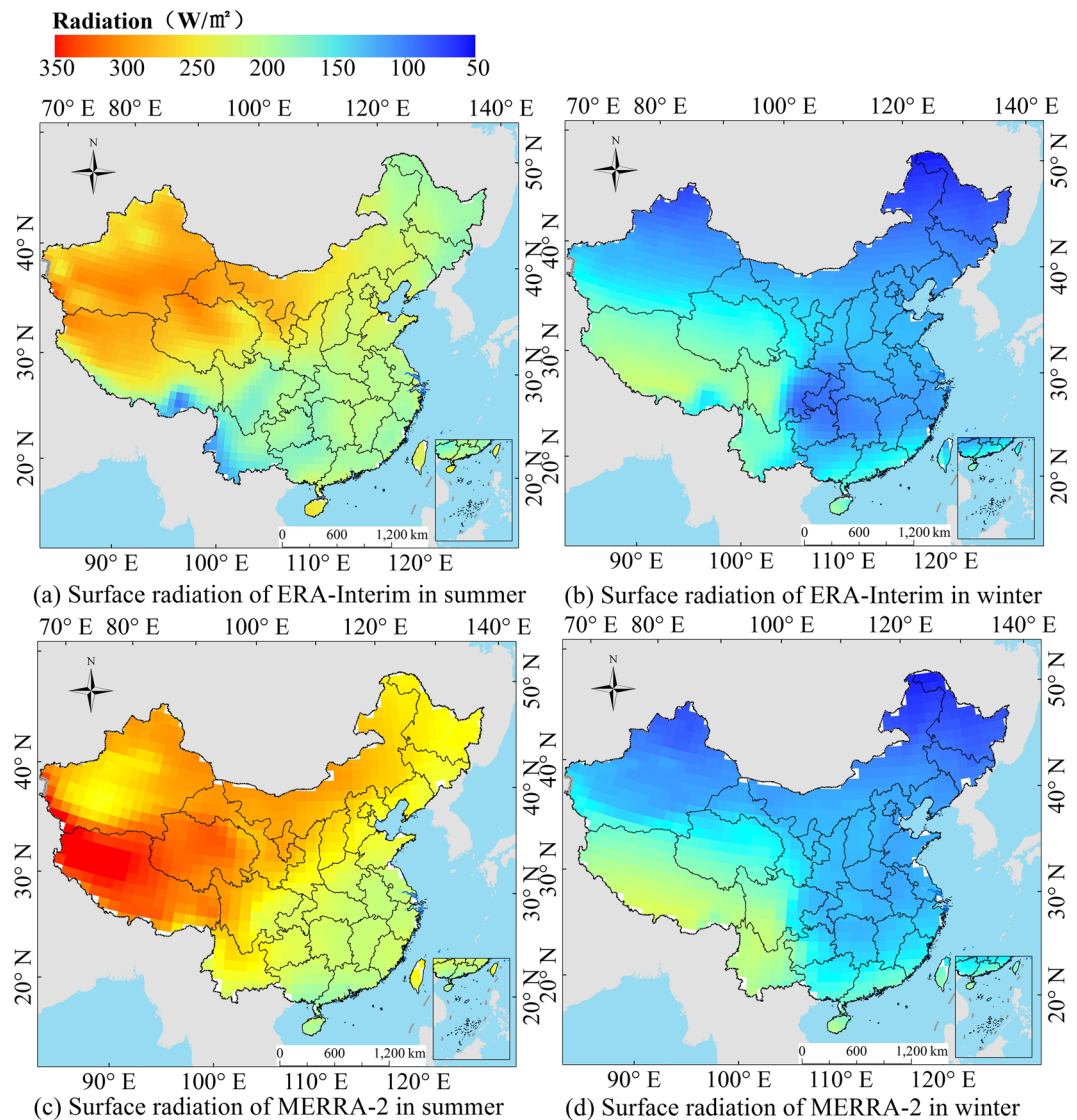 Radiation（W/㎡）
350 300 250 200 150 100 50
70° E 80° E 100° E 120° E 140° E
70° E 80° E 100° E 120° E 140° E
N
N
50° N
40° N
30° N
20° N
40° N
30° N
20° N
50° N
40° N
30° N
20° N
40° N
30° N
20° N
0 600 1,200 km
0 600 1,200 km
90° E 100° E 110° E 120° E
90° E 100° E 110° E 120° E
(a) Surface radiation of ERA-Interim in summer
(b) Surface radiation of ERA-Interim in winter
70° E 80° E 100° E 120° E 140° E
70° E 80° E 100° E 120° E 140° E
N
N
50° N
40° N
30° N
20° N
40° N
30° N
20° N
50° N
40° N
30° N
20° N
40° N
30° N
20° N
0 600 1,200 km
0 600 1,200 km
90° E 100° E 110° E 120° E
90° E 100° E 110° E 120° E
(c) Surface radiation of MERRA-2 in summer
(d) Surface radiation of MERRA-2 in winter